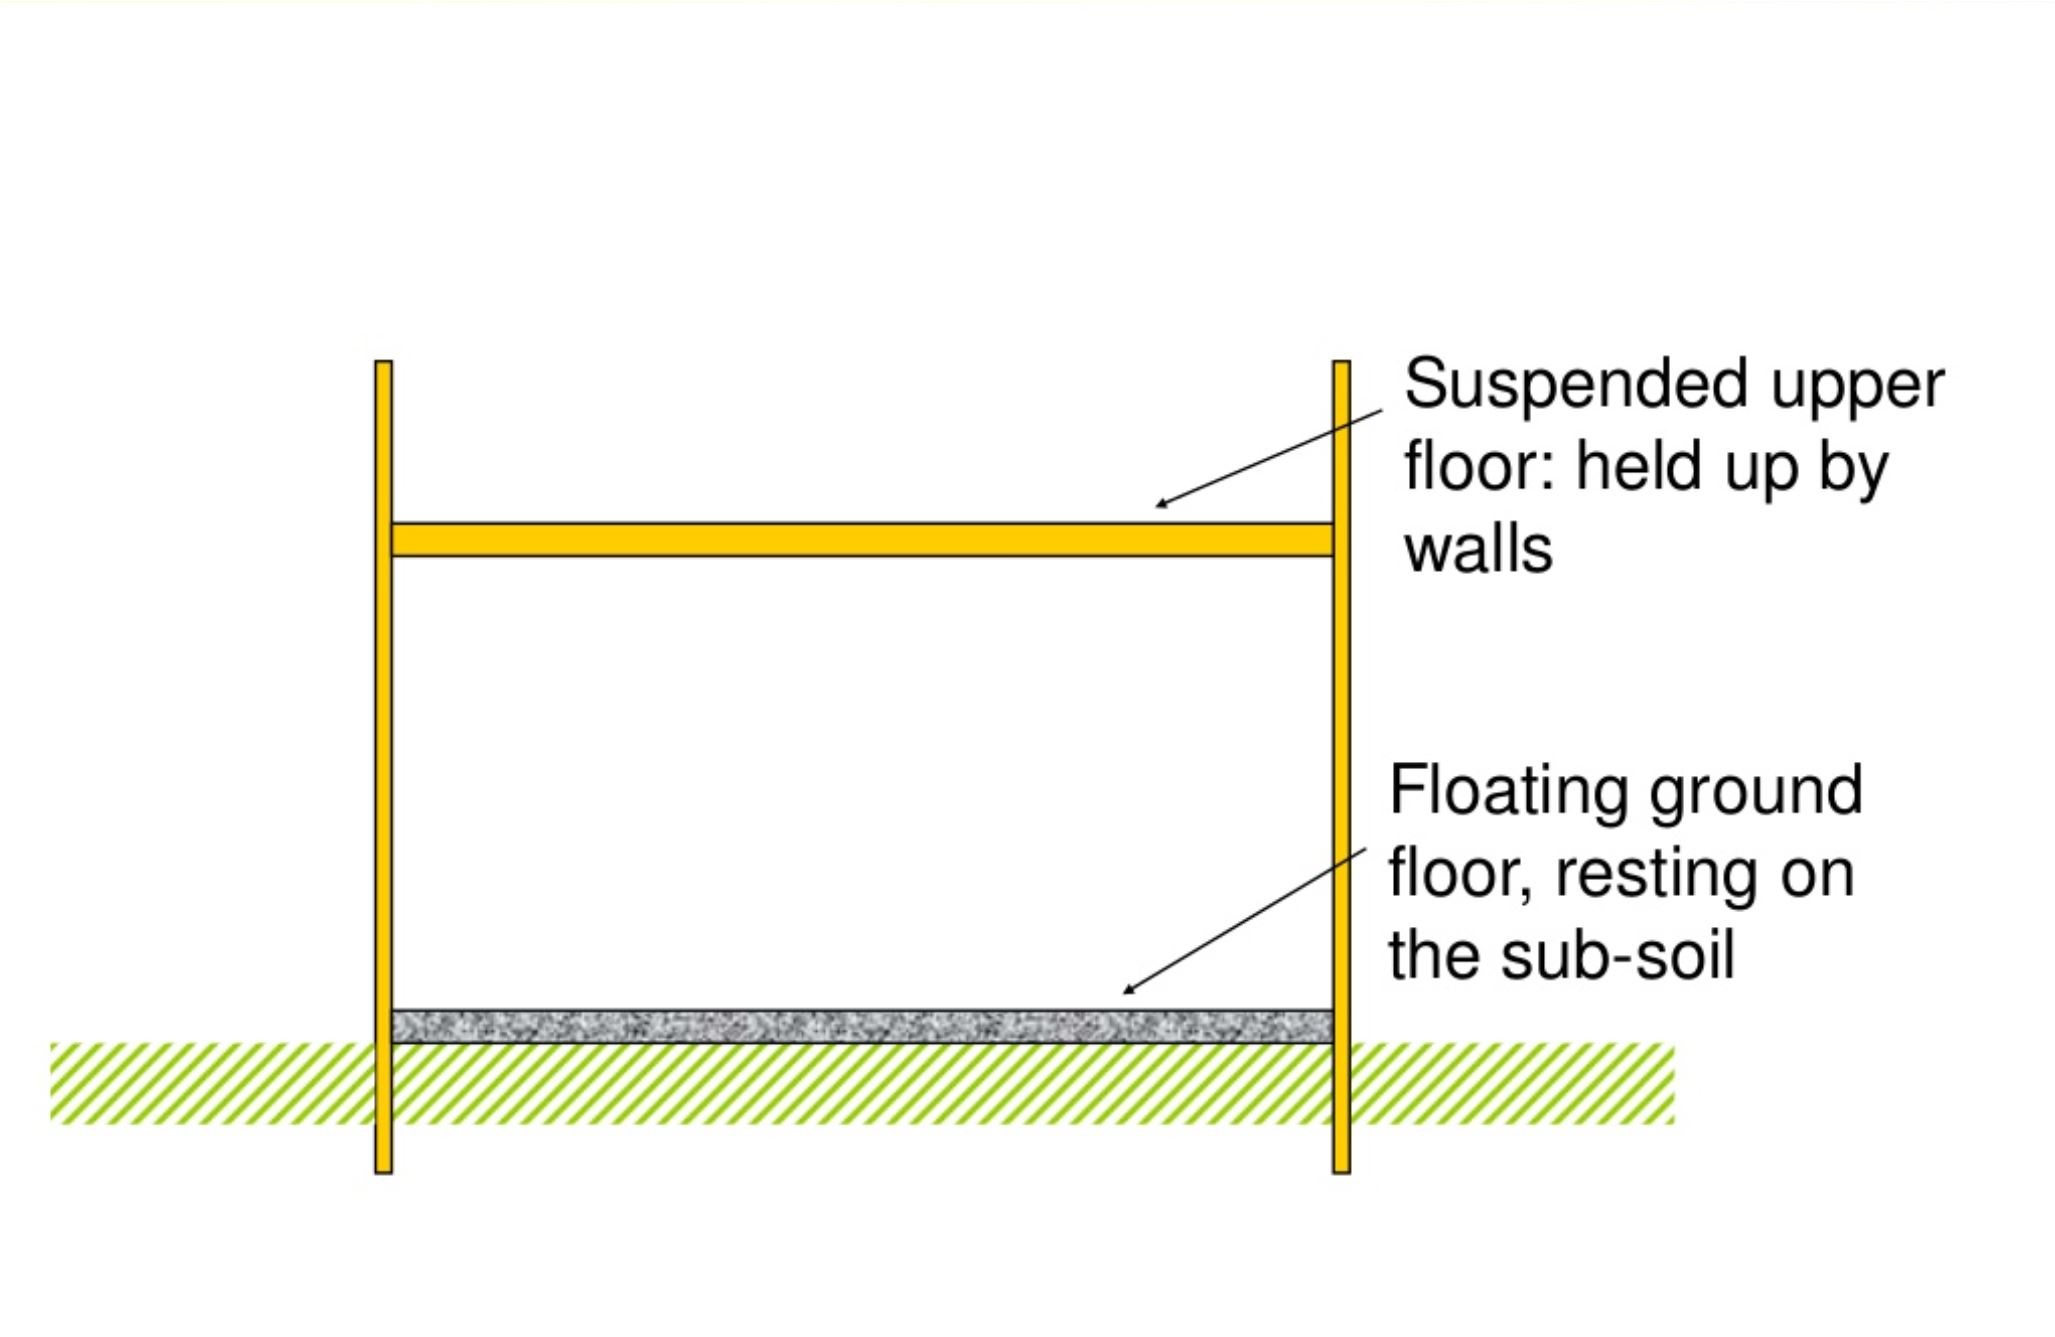 Suspended upper
floor: held up by
walls
Floating ground
floor, resting on
the sub-soil